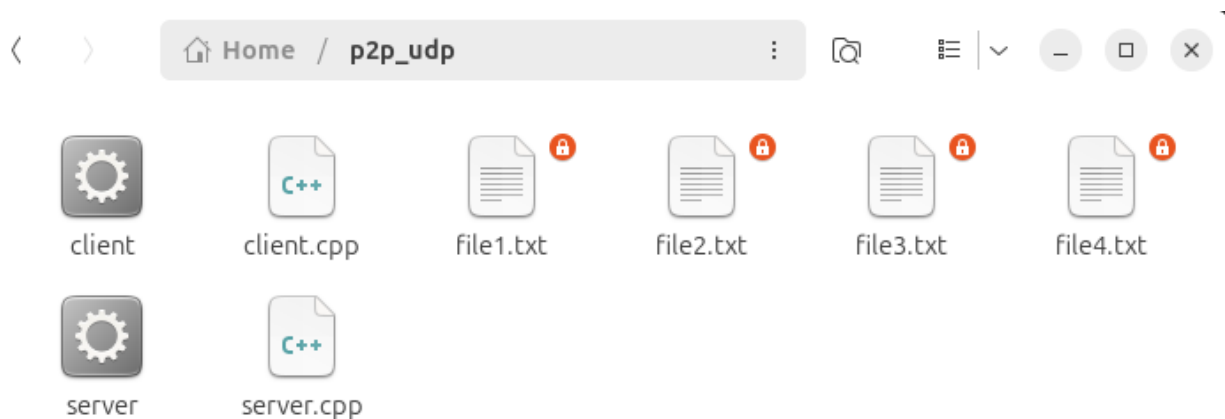 Home / p2p_udp
C++
client client.cpp file1.txt file2.txt file3.txt file4.txt
C++
server server.cpp